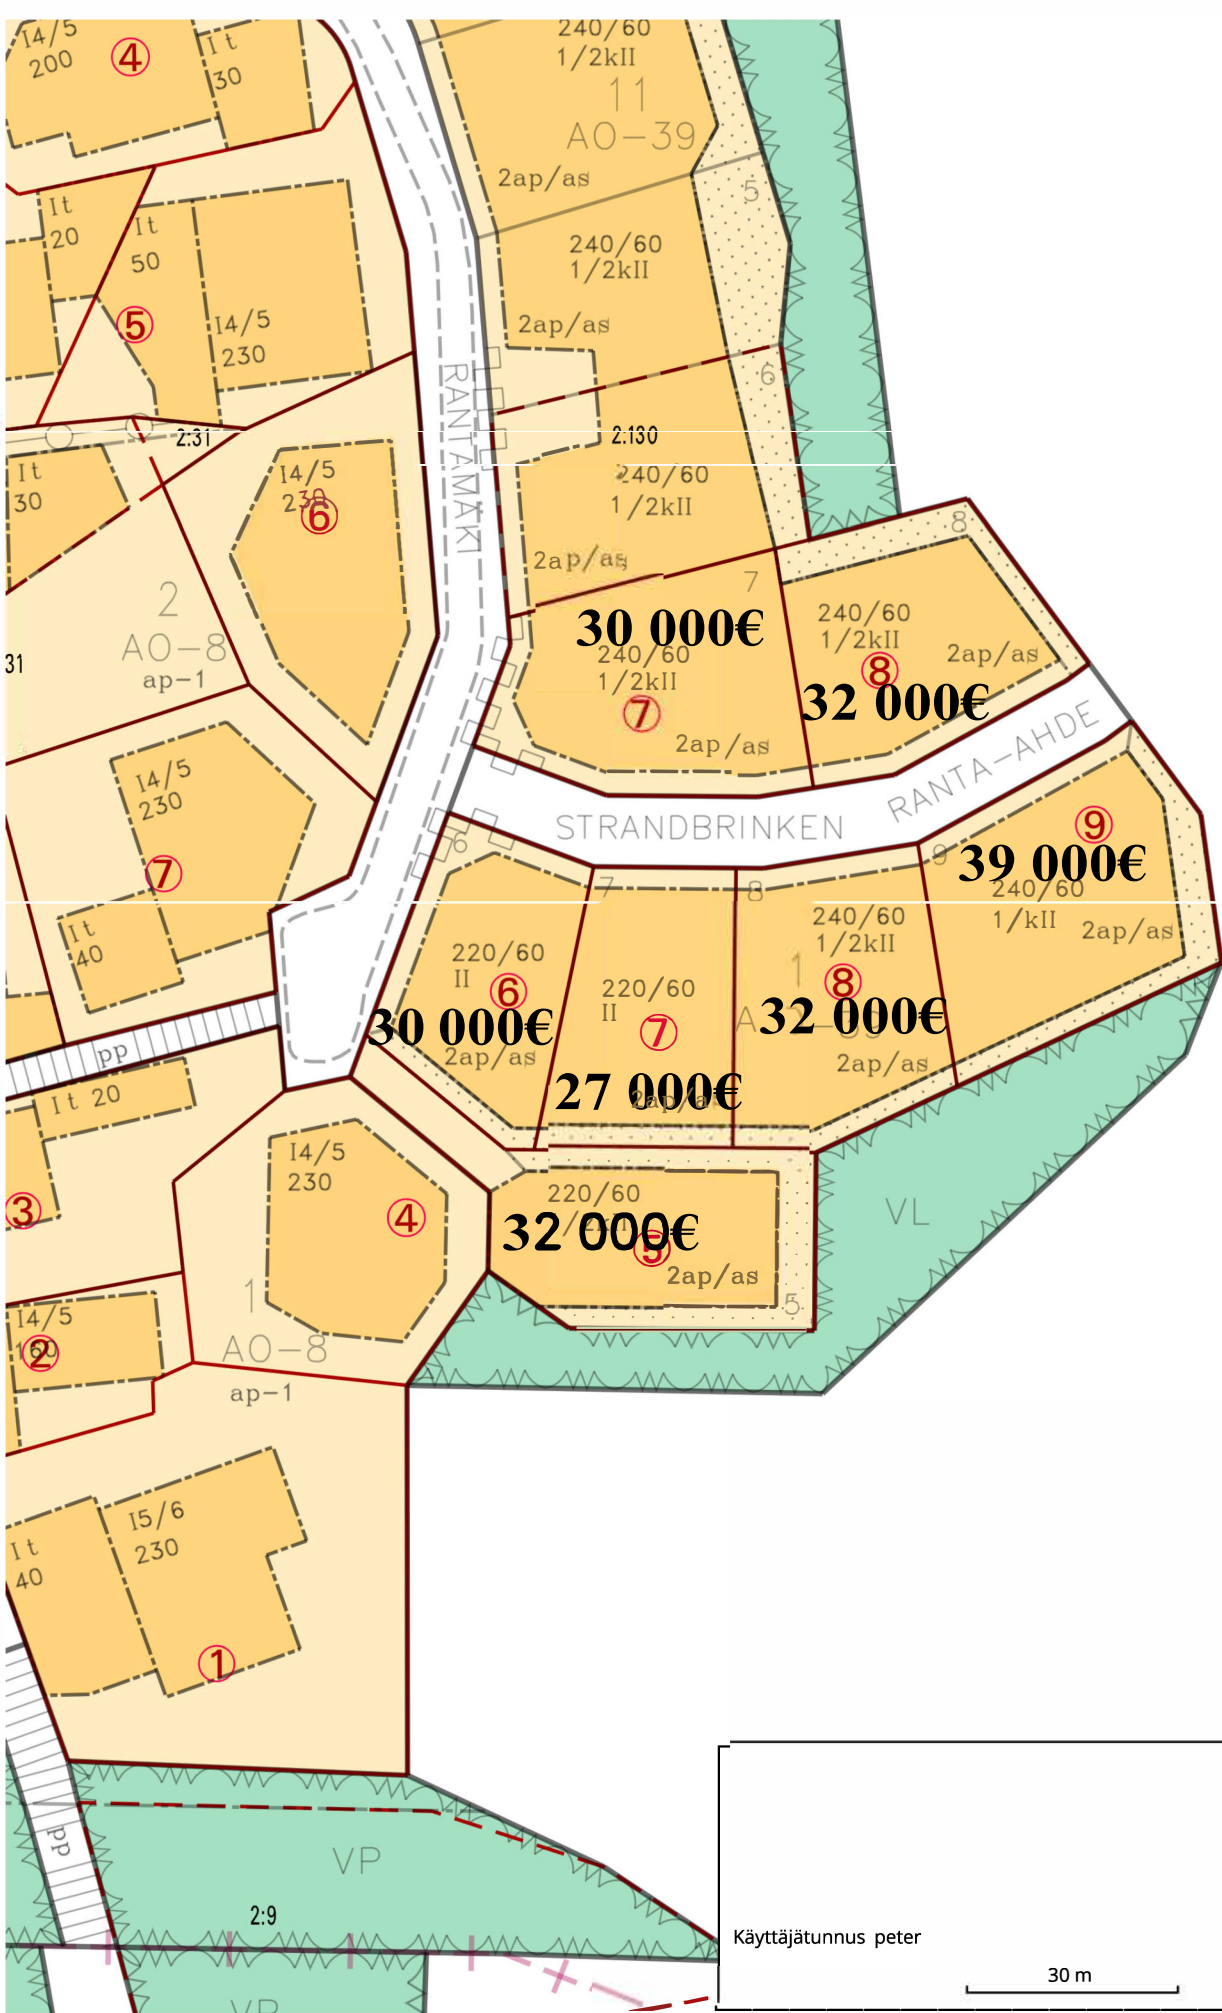 I4/5
200
4
It
30
240/60
1/2kII
11
AO-39
2ap/as
5
It
20
It
50
5
I4/5
230
240/60
1/2kII
2ap/as
6
RANTAMÄKI
2:31
2:130
It
30
I4/5
230
6
240/60
1/2kII
2ap/as
8
7
2
AO-8
ap-1
31
30 000€
240/60
1/2kII
7
2ap/as
240/60
1/2kII
8
2ap/as
32 000€
I4/5
230
7
It
40
STRANDBRINKEN
RANTA-AHDE
6
7
8
9
9
39 000€
240/60
1/kII
2ap/as
220/60
II
6
30 000€
2ap/as
220/60
II
7
27 000€
240/60
1/2kII
1
8
32 000€
2ap/as
pp
It 20
I4/5
230
4
3
220/60
32 000€
5
2ap/as
5
VL
1
AO-8
ap-1
I4/5
160
2
I5/6
230
It
40
1
pp
VP
2:9
VP
Käyttäjätunnus peter
30 m